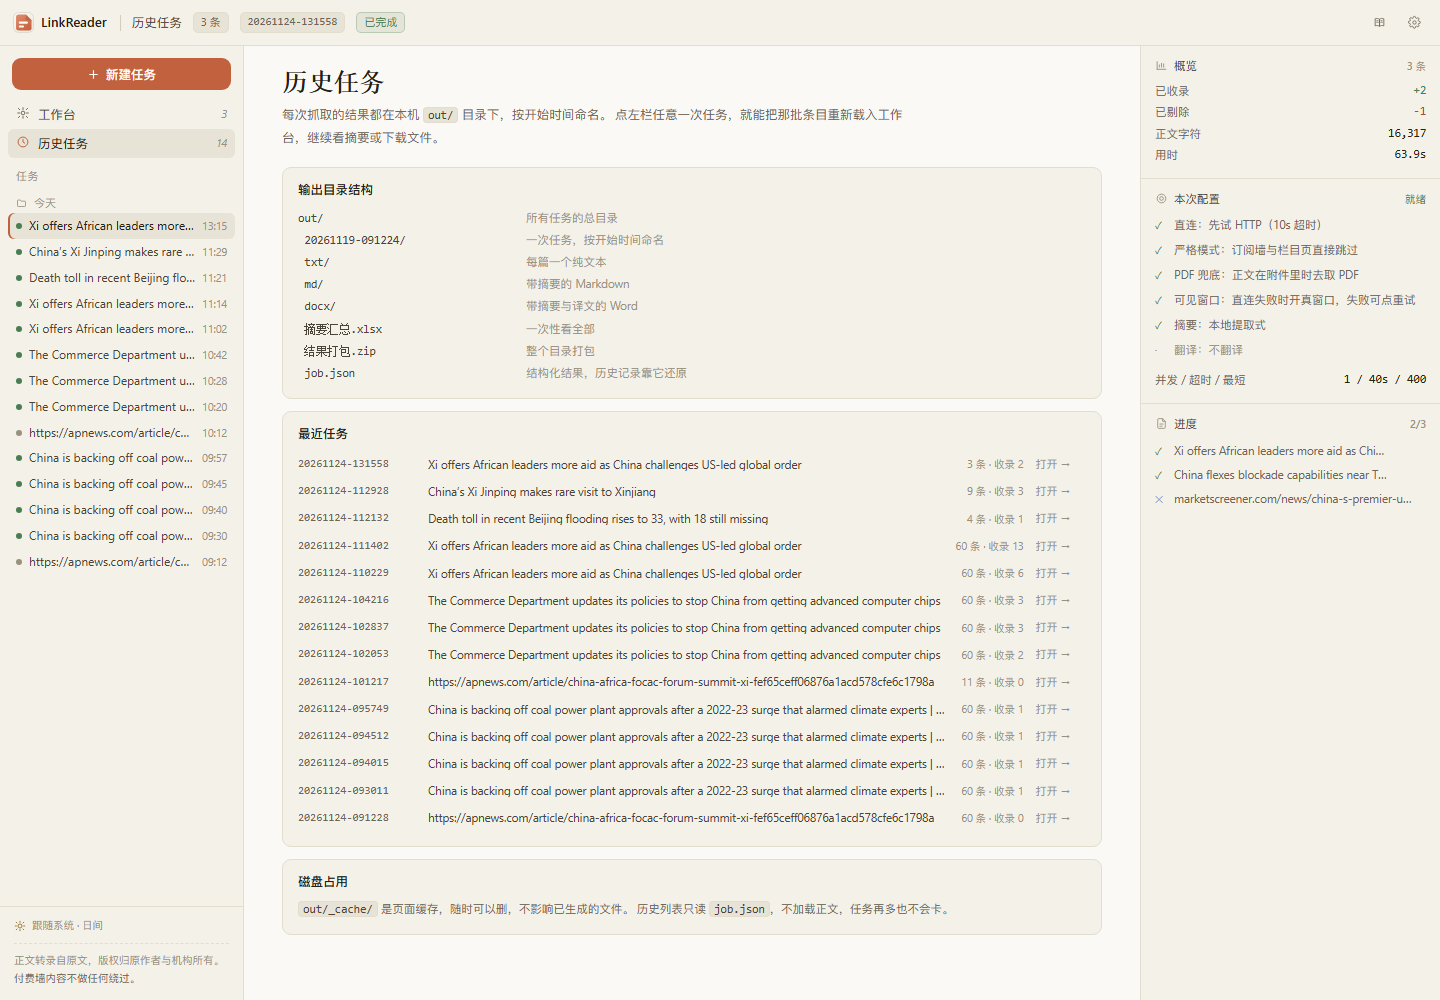 LinkReader
历史任务
3 条
20261124-131558
已完成
+ 新建任务
工作台 3
历史任务 14
任务
今天
Xi offers African leaders more... 13:15
China's Xi Jinping makes rare ... 11:29
Death toll in recent Beijing flo... 11:21
Xi offers African leaders more... 11:14
Xi offers African leaders more... 11:02
The Commerce Department u... 10:42
The Commerce Department u... 10:28
The Commerce Department u... 10:20
https://apnews.com/article/c... 10:12
China is backing off coal pow... 09:57
China is backing off coal pow... 09:45
China is backing off coal pow... 09:40
China is backing off coal pow... 09:30
https://apnews.com/article/c... 09:12
跟随系统 · 日间
正文转录自原文，版权归原作者与机构所有。
付费墙内容不做任何绕过。
历史任务
每次抓取的结果都在本机 out/ 目录下，按开始时间命名。 点左栏任意一次任务，就能把那批条目重新载入工作
台，继续看摘要或下载文件。
输出目录结构
out/ 所有任务的总目录
20261119-091224/ 一次任务，按开始时间命名
txt/ 每篇一个纯文本
md/ 带摘要的 Markdown
docx/ 带摘要与译文的 Word
摘要汇总.xlsx 一次性看全部
结果打包.zip 整个目录打包
job.json 结构化结果，历史记录靠它还原
最近任务
20261124-131558 Xi offers African leaders more aid as China challenges US-led global order 3 条 · 收录 2 打开 →
20261124-112928 China's Xi Jinping makes rare visit to Xinjiang 9 条 · 收录 3 打开 →
20261124-112132 Death toll in recent Beijing flooding rises to 33, with 18 still missing 4 条 · 收录 1 打开 →
20261124-111402 Xi offers African leaders more aid as China challenges US-led global order 60 条 · 收录 13 打开 →
20261124-110229 Xi offers African leaders more aid as China challenges US-led global order 60 条 · 收录 6 打开 →
20261124-104216 The Commerce Department updates its policies to stop China from getting advanced computer chips 60 条 · 收录 3 打开 →
20261124-102837 The Commerce Department updates its policies to stop China from getting advanced computer chips 60 条 · 收录 3 打开 →
20261124-102053 The Commerce Department updates its policies to stop China from getting advanced computer chips 60 条 · 收录 2 打开 →
20261124-101217 https://apnews.com/article/china-africa-focac-forum-summit-xi-fef65ceff06876a1acd578cfe6c1798a 11 条 · 收录 0 打开 →
20261124-095749 China is backing off coal power plant approvals after a 2022-23 surge that alarmed climate experts | ... 60 条 · 收录 1 打开 →
20261124-094512 China is backing off coal power plant approvals after a 2022-23 surge that alarmed climate experts | ... 60 条 · 收录 1 打开 →
20261124-094015 China is backing off coal power plant approvals after a 2022-23 surge that alarmed climate experts | ... 60 条 · 收录 1 打开 →
20261124-093011 China is backing off coal power plant approvals after a 2022-23 surge that alarmed climate experts | ... 60 条 · 收录 1 打开 →
20261124-091228 https://apnews.com/article/china-africa-focac-forum-summit-xi-fef65ceff06876a1acd578cfe6c1798a 60 条 · 收录 0 打开 →
磁盘占用
out/_cache/ 是页面缓存，随时可以删，不影响已生成的文件。 历史列表只读 job.json，不加载正文，任务再多也不会卡。
概览 3 条
已收录 +2
已剔除 -1
正文字符 16,317
用时 63.9s
本次配置 就绪
✓ 直连：先试 HTTP（10s 超时）
✓ 严格模式：订阅墙与栏目页直接跳过
✓ PDF 兜底：正文在附件里时去取 PDF
✓ 可见窗口：直连失败时开真窗口，失败可点重试
✓ 摘要：本地提取式
· 翻译：不翻译
并发 / 超时 / 最短 1 / 40s / 400
进度 2/3
✓ Xi offers African leaders more aid as Chi...
✓ China flexes blockade capabilities near T...
✕ marketscreener.com/news/china-s-premier-u...